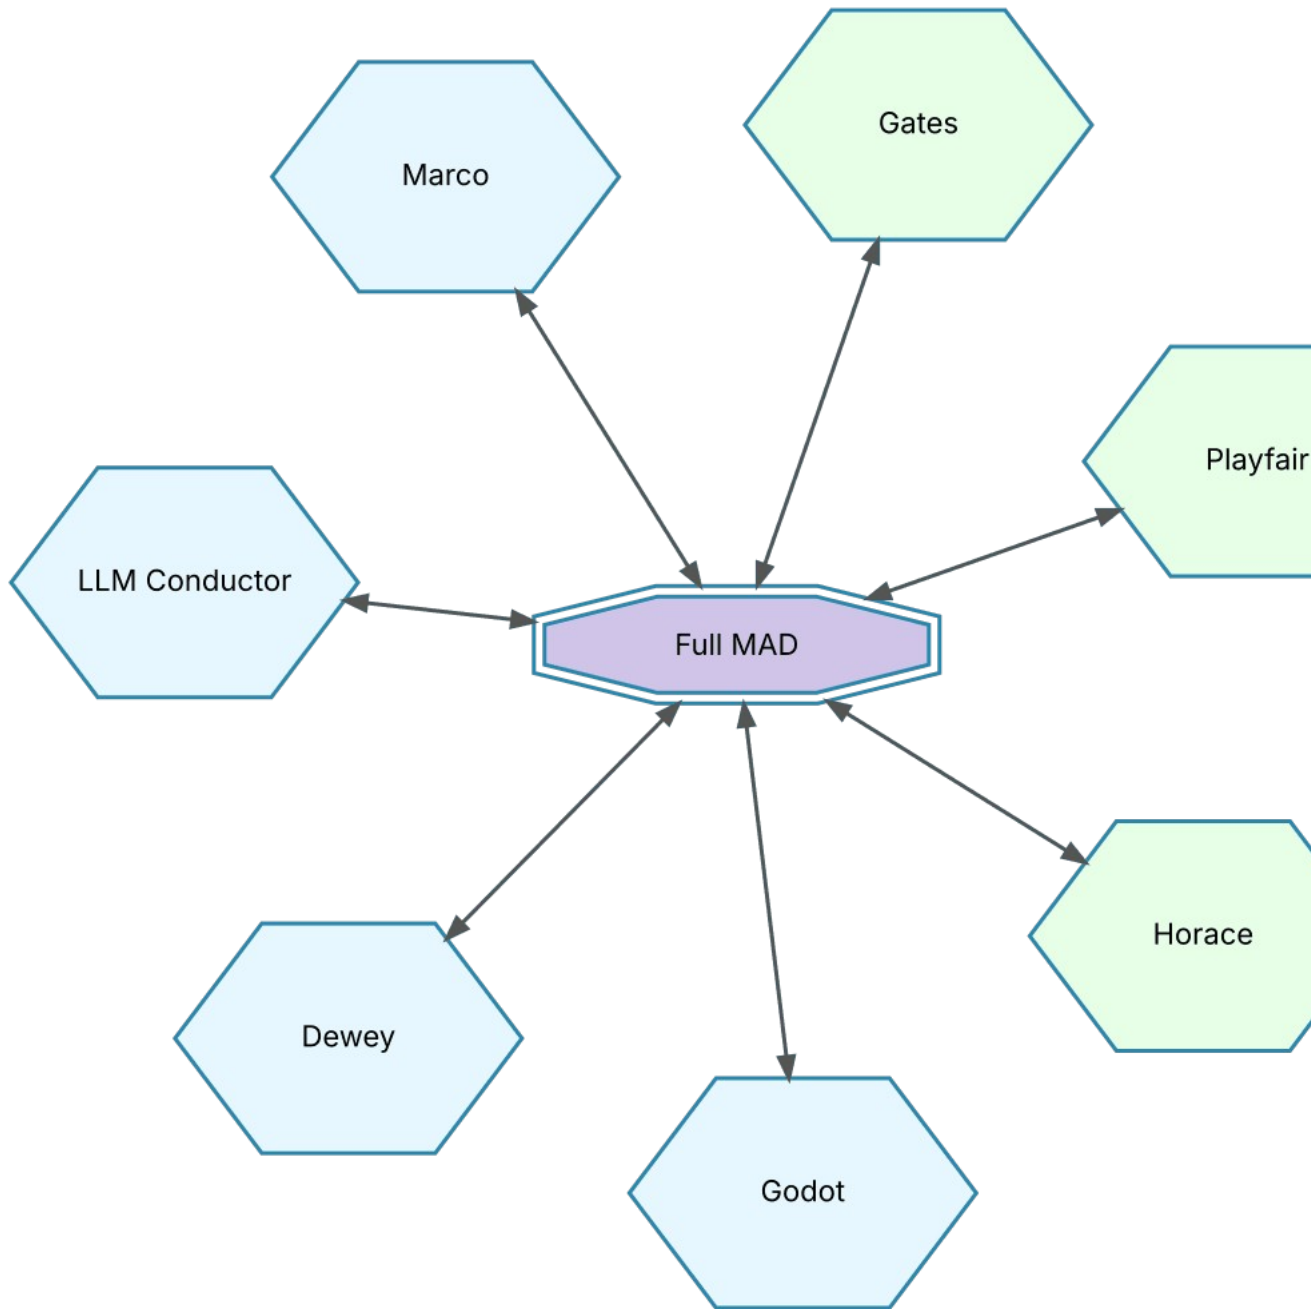 Gates
Marco
Playfair
LLM Conductor
Full MAD
Horace
Dewey
Godot